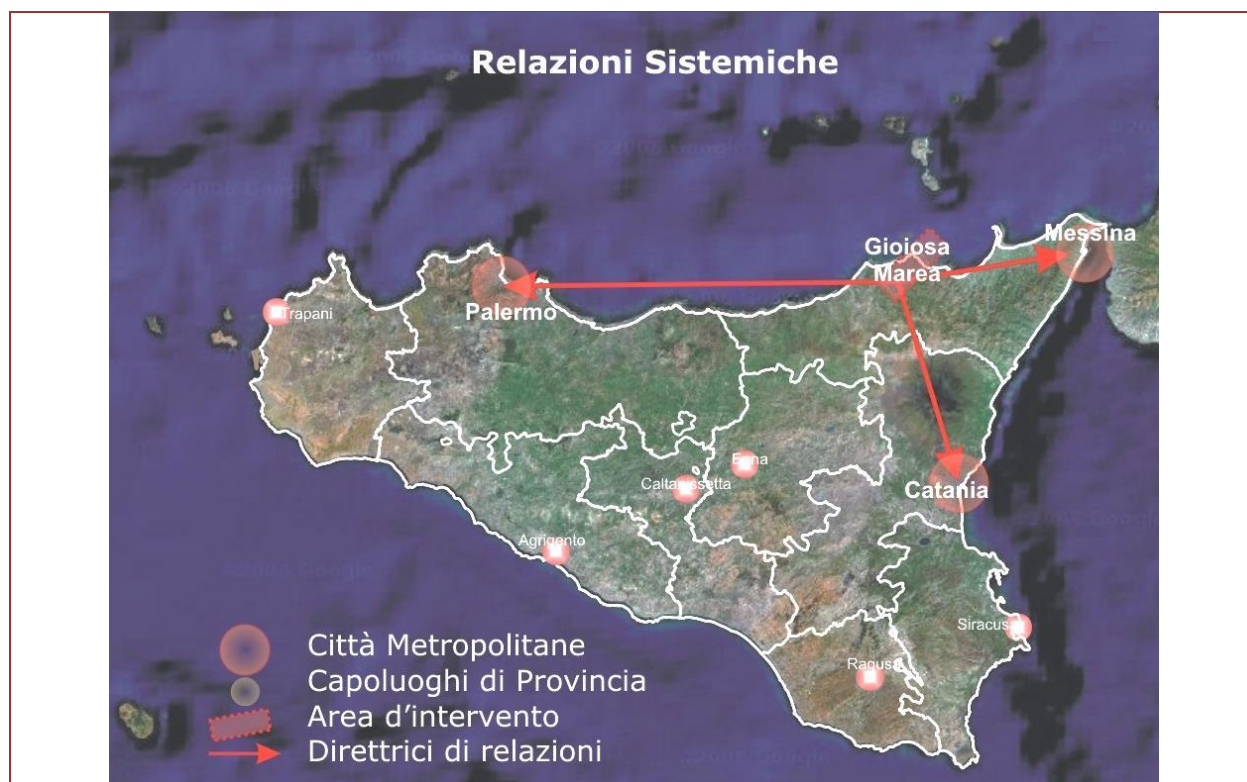 Relazioni Sistemiche
Gioiosa
Marea
Messina
Palermo
Trapani
Enna
Caltanissetta
Catania
Agrigento
Siracusa
Ragusa
Città Metropolitane
Capoluoghi di Provincia
Area d'intervento
Direttrici di relazioni